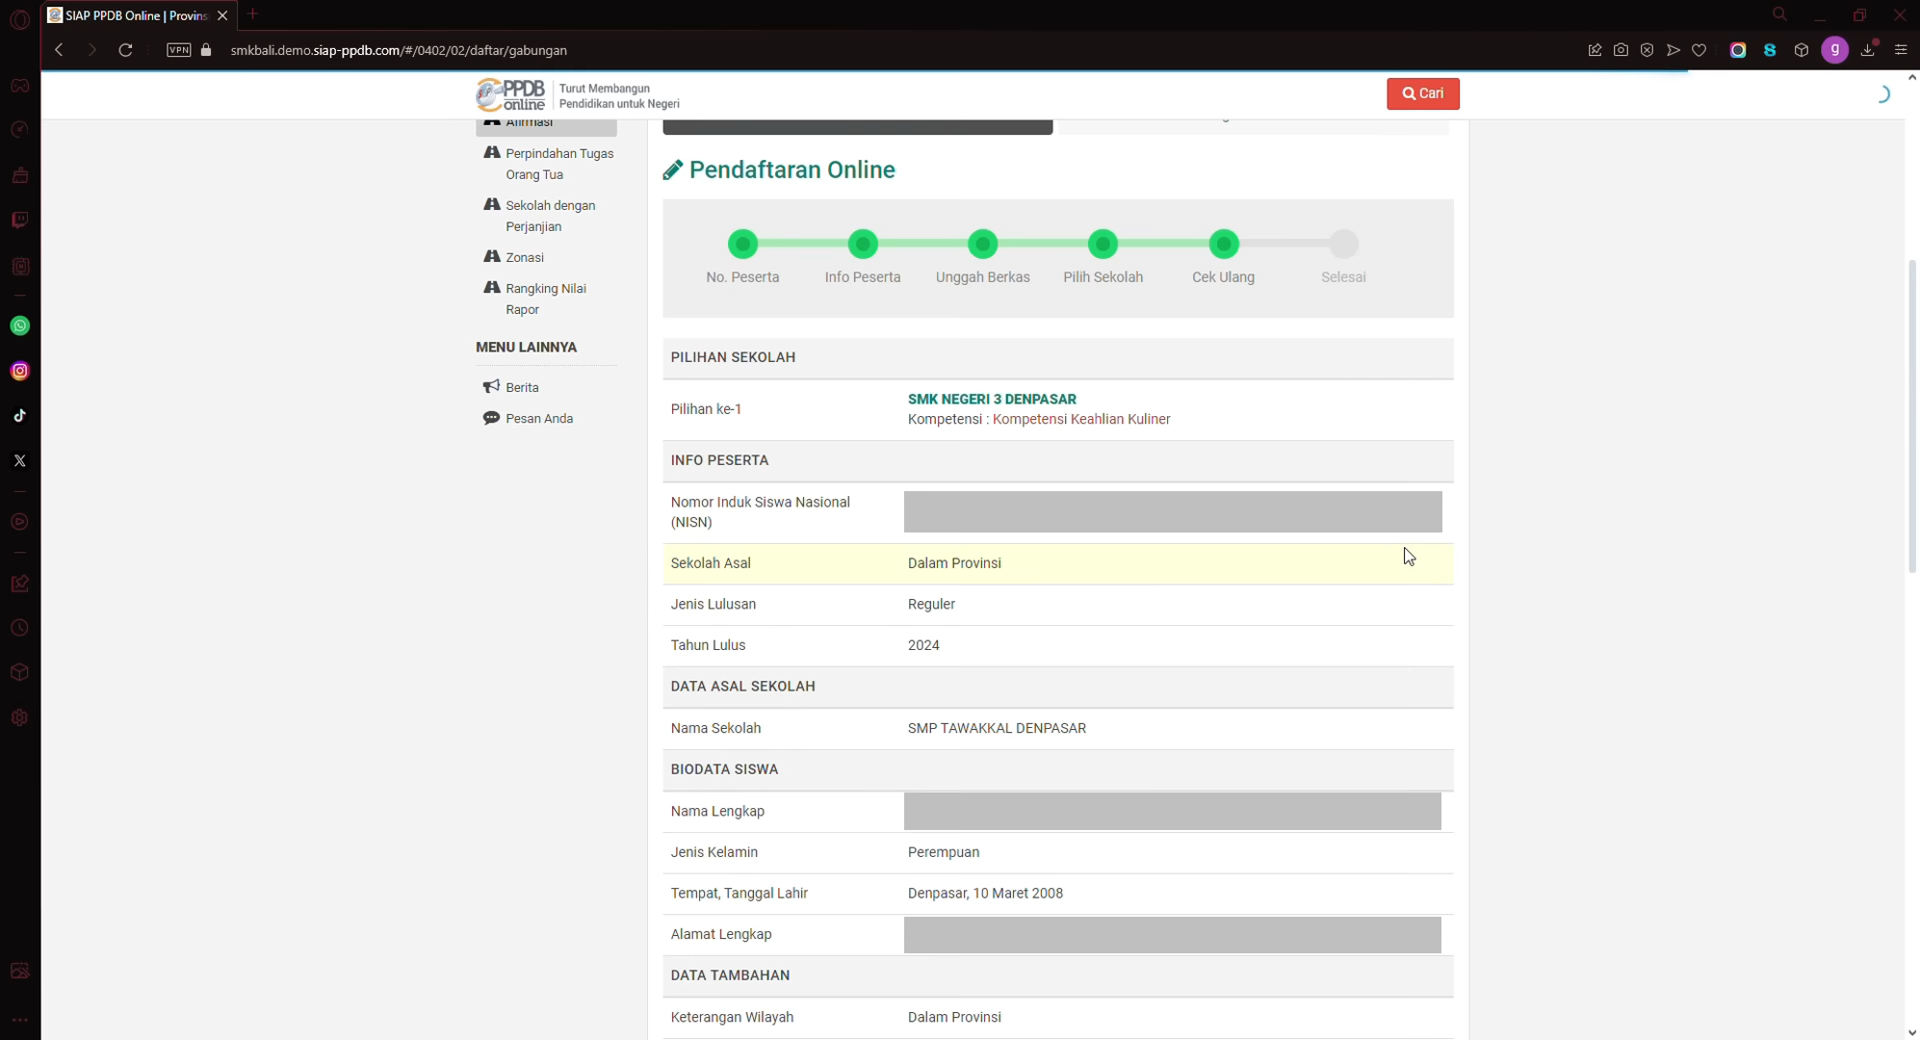 SIAP PPDB Online | Provins
VPN
smkbali.demo.siap-ppdb.com/#/0402/02/daftar/gabungan
g
PPDB online
Turut Membangun
Pendidikan untuk Negeri
Cari
Afirmasi
Perpindahan Tugas
Orang Tua
Sekolah dengan
Perjanjian
Zonasi
Rangking Nilai
Rapor
MENU LAINNYA
Berita
Pesan Anda
Pendaftaran Online
No. Peserta
Info Peserta
Unggah Berkas
Pilih Sekolah
Cek Ulang
Selesai
PILIHAN SEKOLAH
Pilihan ke-1
SMK NEGERI 3 DENPASAR
Kompetensi : Kompetensi Keahlian Kuliner
INFO PESERTA
Nomor Induk Siswa Nasional
(NISN)
Sekolah Asal
Dalam Provinsi
Jenis Lulusan
Reguler
Tahun Lulus
2024
DATA ASAL SEKOLAH
Nama Sekolah
SMP TAWAKKAL DENPASAR
BIODATA SISWA
Nama Lengkap
Jenis Kelamin
Perempuan
Tempat, Tanggal Lahir
Denpasar, 10 Maret 2008
Alamat Lengkap
DATA TAMBAHAN
Keterangan Wilayah
Dalam Provinsi